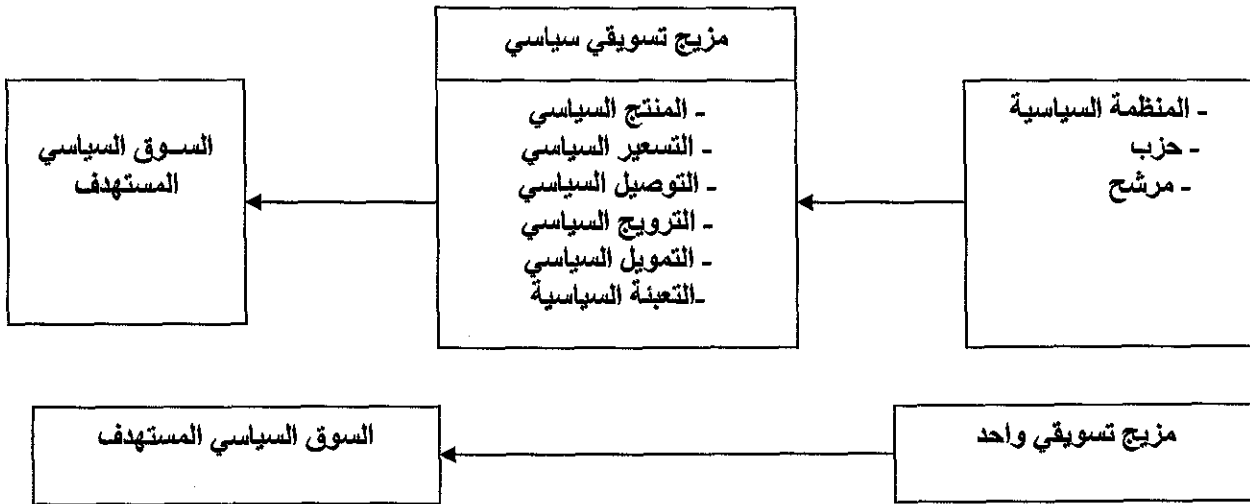 مزيج تسويقي سياسي
- المنظمة السياسية
- حزب
- مرشح
- المنتج السياسي
- التسعير السياسي
- التوصيل السياسي
- الترويج السياسي
- التمويل السياسي
-التعبئة السياسية
السوق السياسي
المستهدف
مزيج تسويقي واحد
السوق السياسي المستهدف